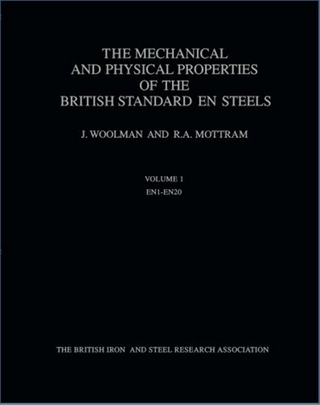 THE MECHANICAL
AND PHYSICAL PROPERTIES
OF THE
BRITISH STANDARD EN STEELS
J. WOOLMAN AND R.A. MOTTRAM
VOLUME 1
EN1-EN20
THE BRITISH IRON AND STEEL RESEARCH ASSOCIATION